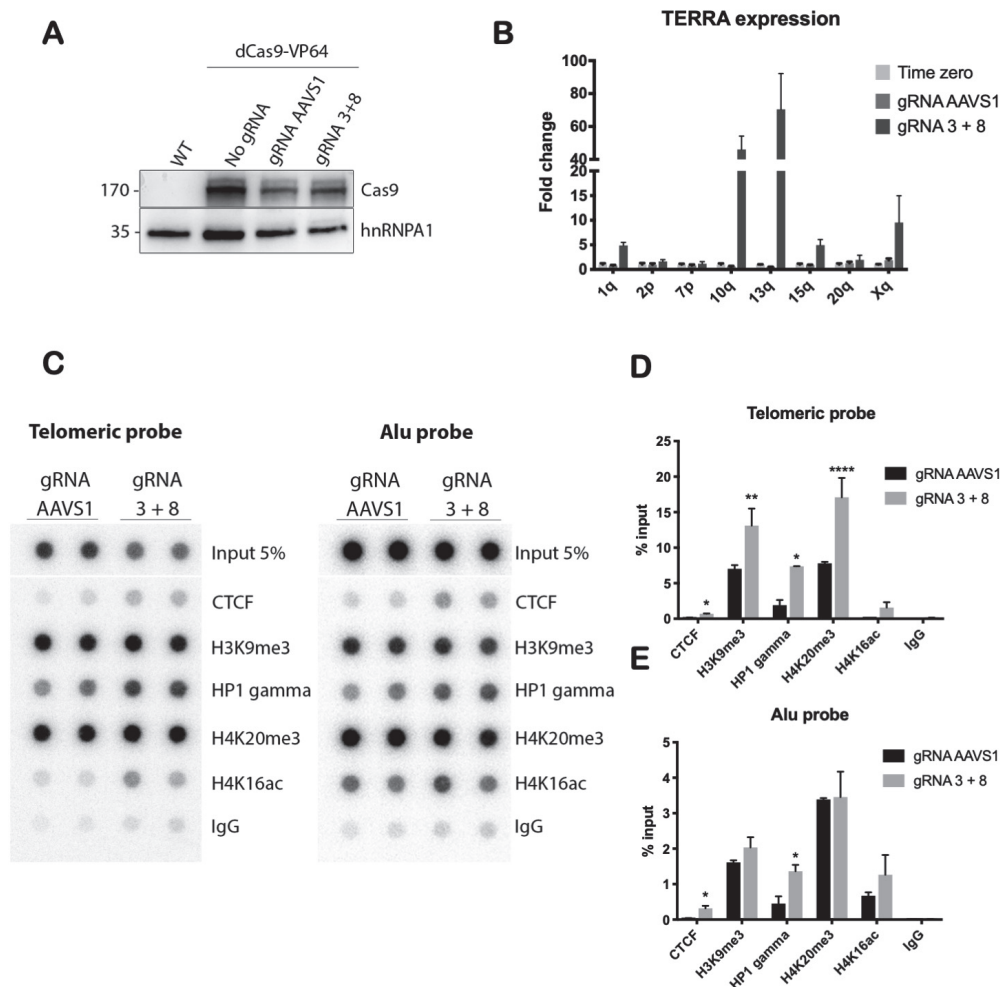 A
dCas9-VP64
WT
No gRNA
gRNA AAVS1
gRNA 3+8
170
Cas9
35
hnRNPA1
B
TERRA expression
Fold change
100
80
60
40
20
15
10
5
0
1q
2p
7p
10q
13q
15q
20q
Xq
Time zero
gRNA AAVS1
gRNA 3 + 8
C
Telomeric probe
gRNA gRNA
AAVS1 3 + 8
Input 5%
CTCF
H3K9me3
HP1 gamma
H4K20me3
H4K16ac
IgG
Alu probe
gRNA gRNA
AAVS1 3 + 8
Input 5%
CTCF
H3K9me3
HP1 gamma
H4K20me3
H4K16ac
IgG
D
Telomeric probe
% input
25
20
15
10
5
0
*
**
*
****
CTCF
H3K9me3
HP1 gamma
H4K20me3
H4K16ac
IgG
gRNA AAVS1
gRNA 3 + 8
E
Alu probe
% input
5
4
3
2
1
0
*
*
CTCF
H3K9me3
HP1 gamma
H4K20me3
H4K16ac
IgG
gRNA AAVS1
gRNA 3 + 8